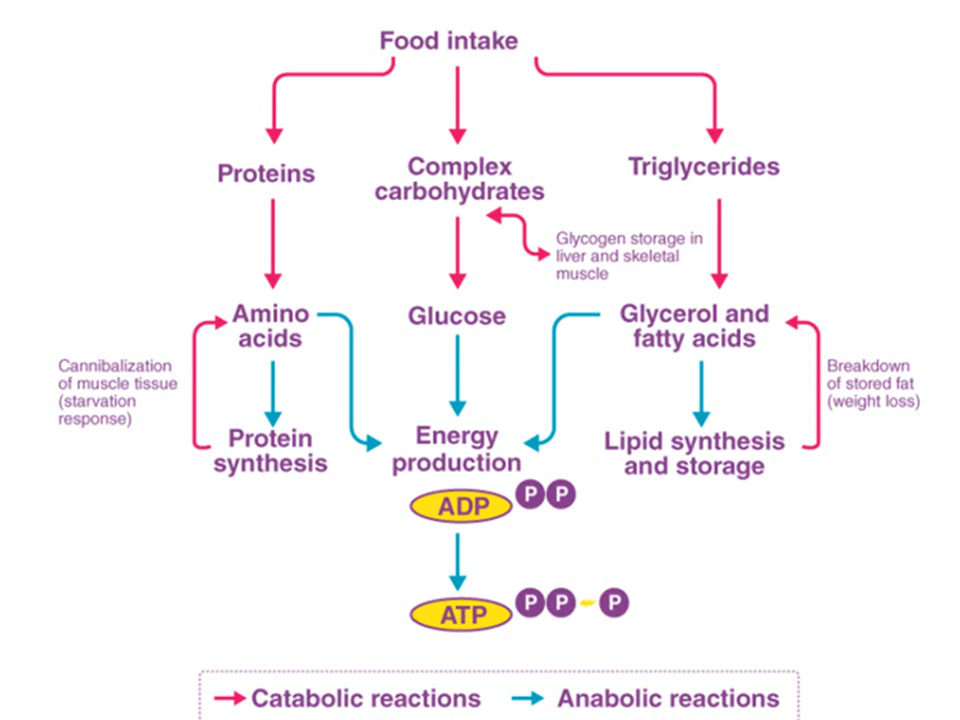 Food intake
Proteins
Complex
carbohydrates
Triglycerides
Glycogen storage in
liver and skeletal
muscle
Amino
acids
Glucose
Glycerol and
fatty acids
Cannibalization
of muscle tissue
(starvation
response)
Breakdown
of stored fat
(weight loss)
Protein
synthesis
Energy
production
Lipid synthesis
and storage
ADP P P
ATP P P P
Catabolic reactions Anabolic reactions